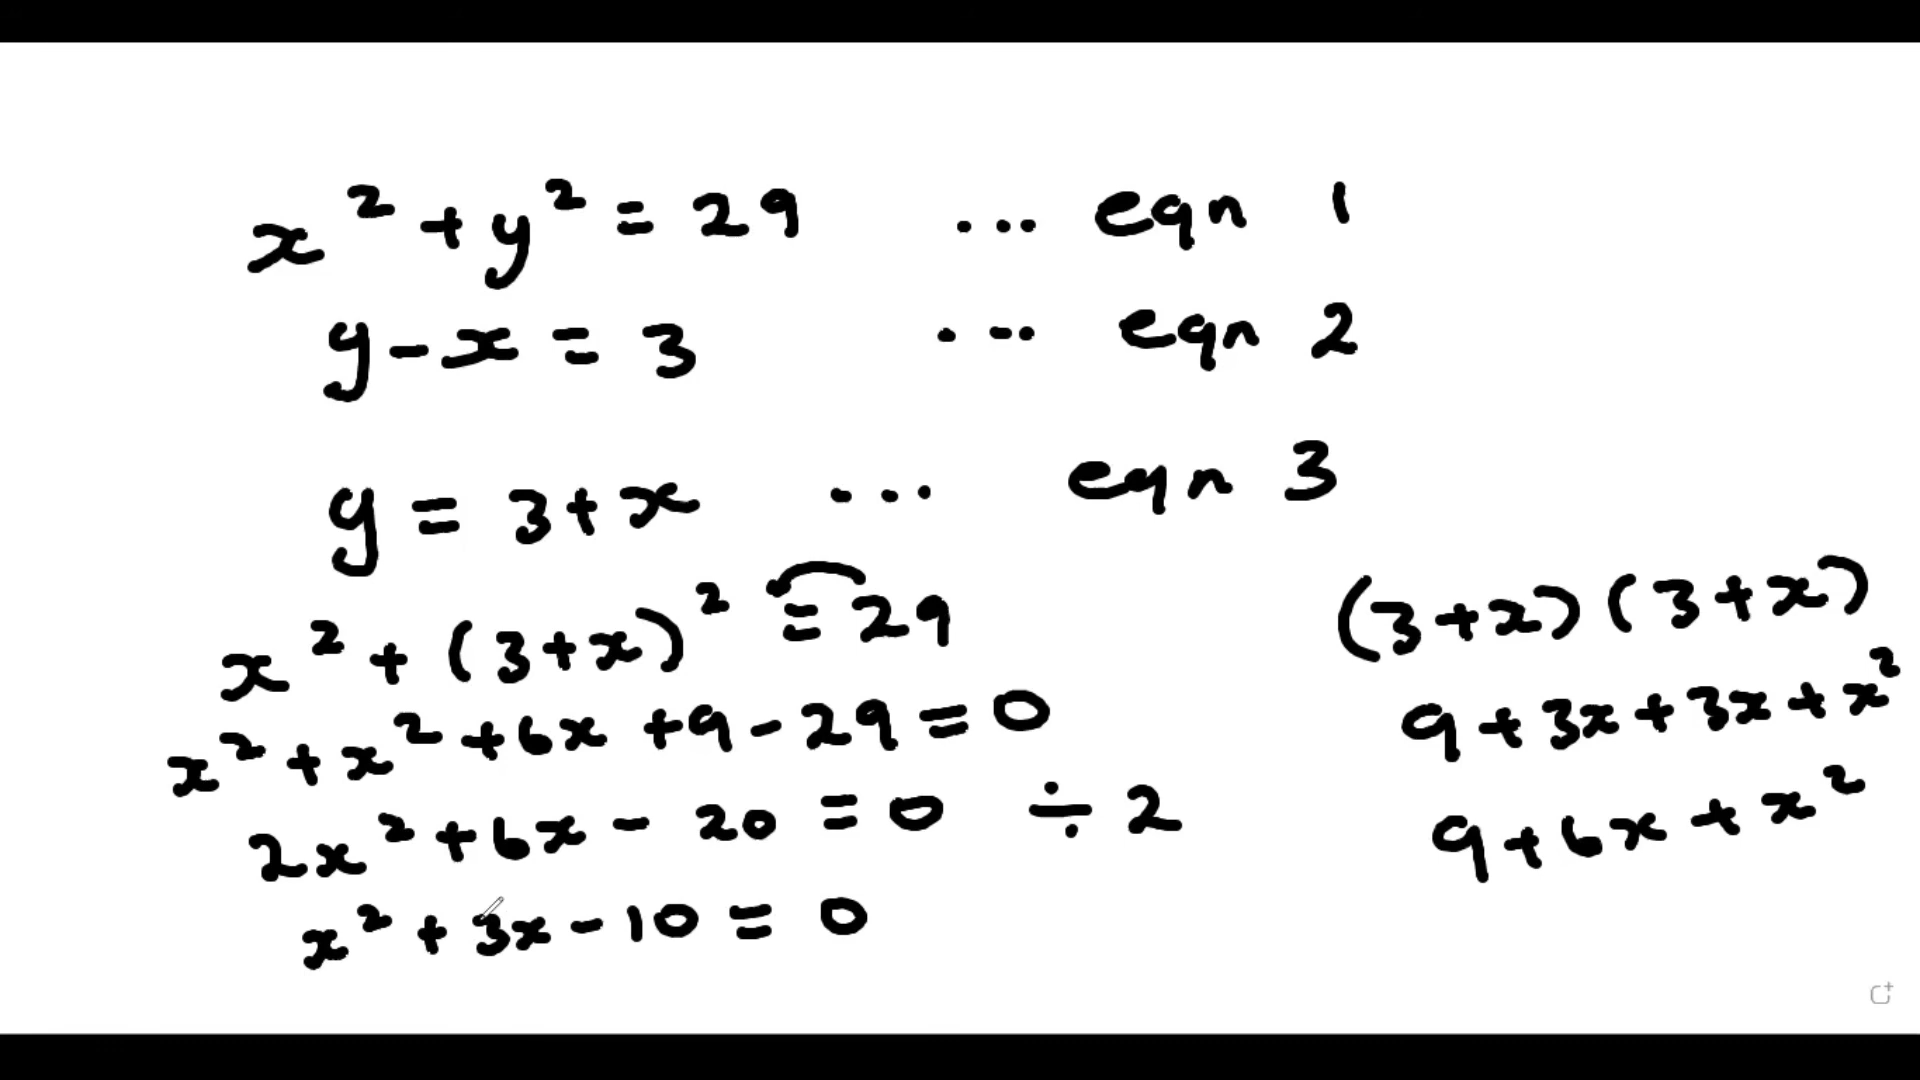 x² + y² = 29 ... eqn 1
y - x = 3 ... eqn 2
y = 3 + x ... eqn 3
x² + (3 + x)² = 29
x² + x² + 6x + 9 - 29 = 0
2x² + 6x - 20 = 0 ÷ 2
x² + 3x - 10 = 0
(3 + x) (3 + x)
9 + 3x + 3x + x²
9 + 6x + x²